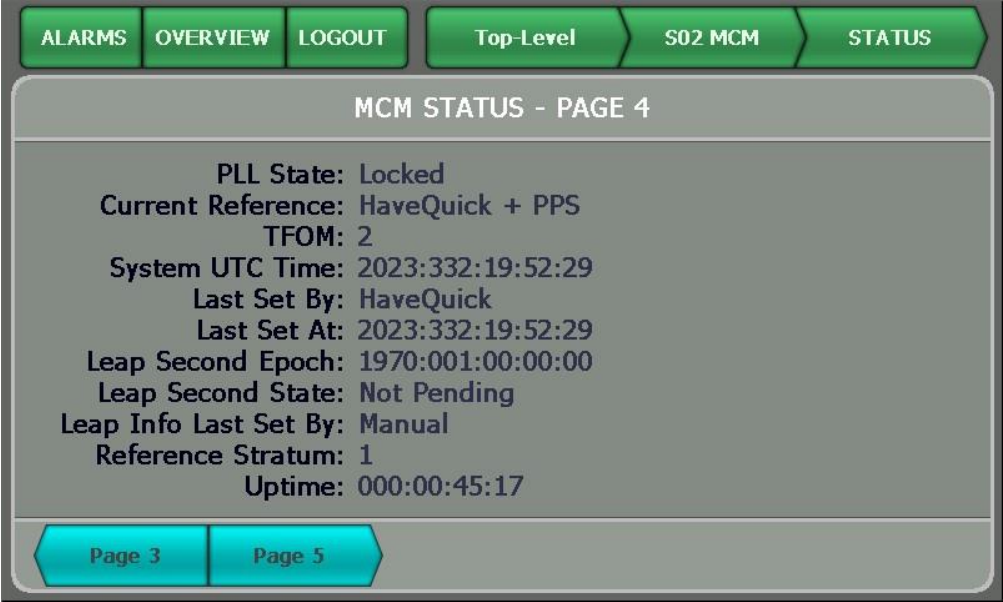 ALARMS OVERVIEW LOGOUT Top-Level S02 MCM STATUS
MCM STATUS - PAGE 4
PLL State: Locked
Current Reference: HaveQuick + PPS
TFOM: 2
System UTC Time: 2023:332:19:52:29
Last Set By: HaveQuick
Last Set At: 2023:332:19:52:29
Leap Second Epoch: 1970:001:00:00:00
Leap Second State: Not Pending
Leap Info Last Set By: Manual
Reference Stratum: 1
Uptime: 000:00:45:17
Page 3 Page 5